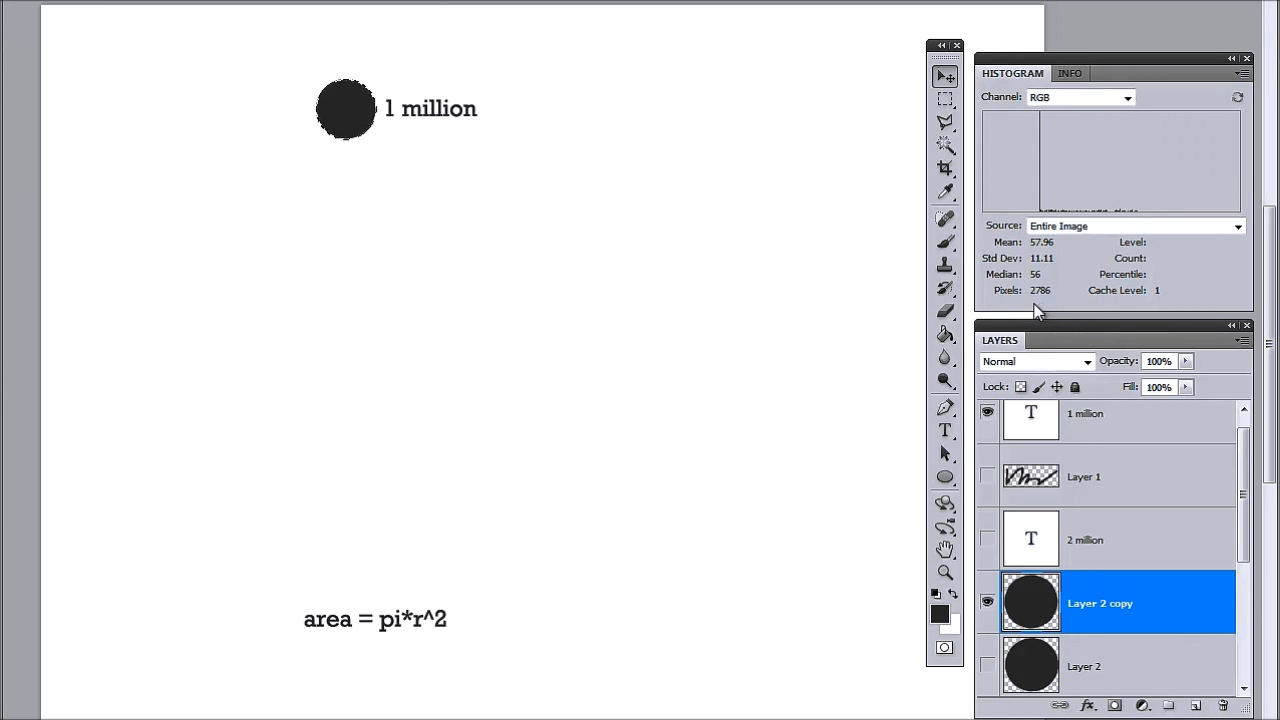 1 million
area = pi*r^2
HISTOGRAM INFO
Channel: RGB
Source: Entire Image
Mean: 57.96 Level:
Std Dev: 11.11 Count:
Median: 56 Percentile:
Pixels: 2786 Cache Level: 1
LAYERS
Normal Opacity: 100%
Lock: Fill: 100%
T 1 million
Layer 1
T 2 million
Layer 2 copy
Layer 2
T
fx